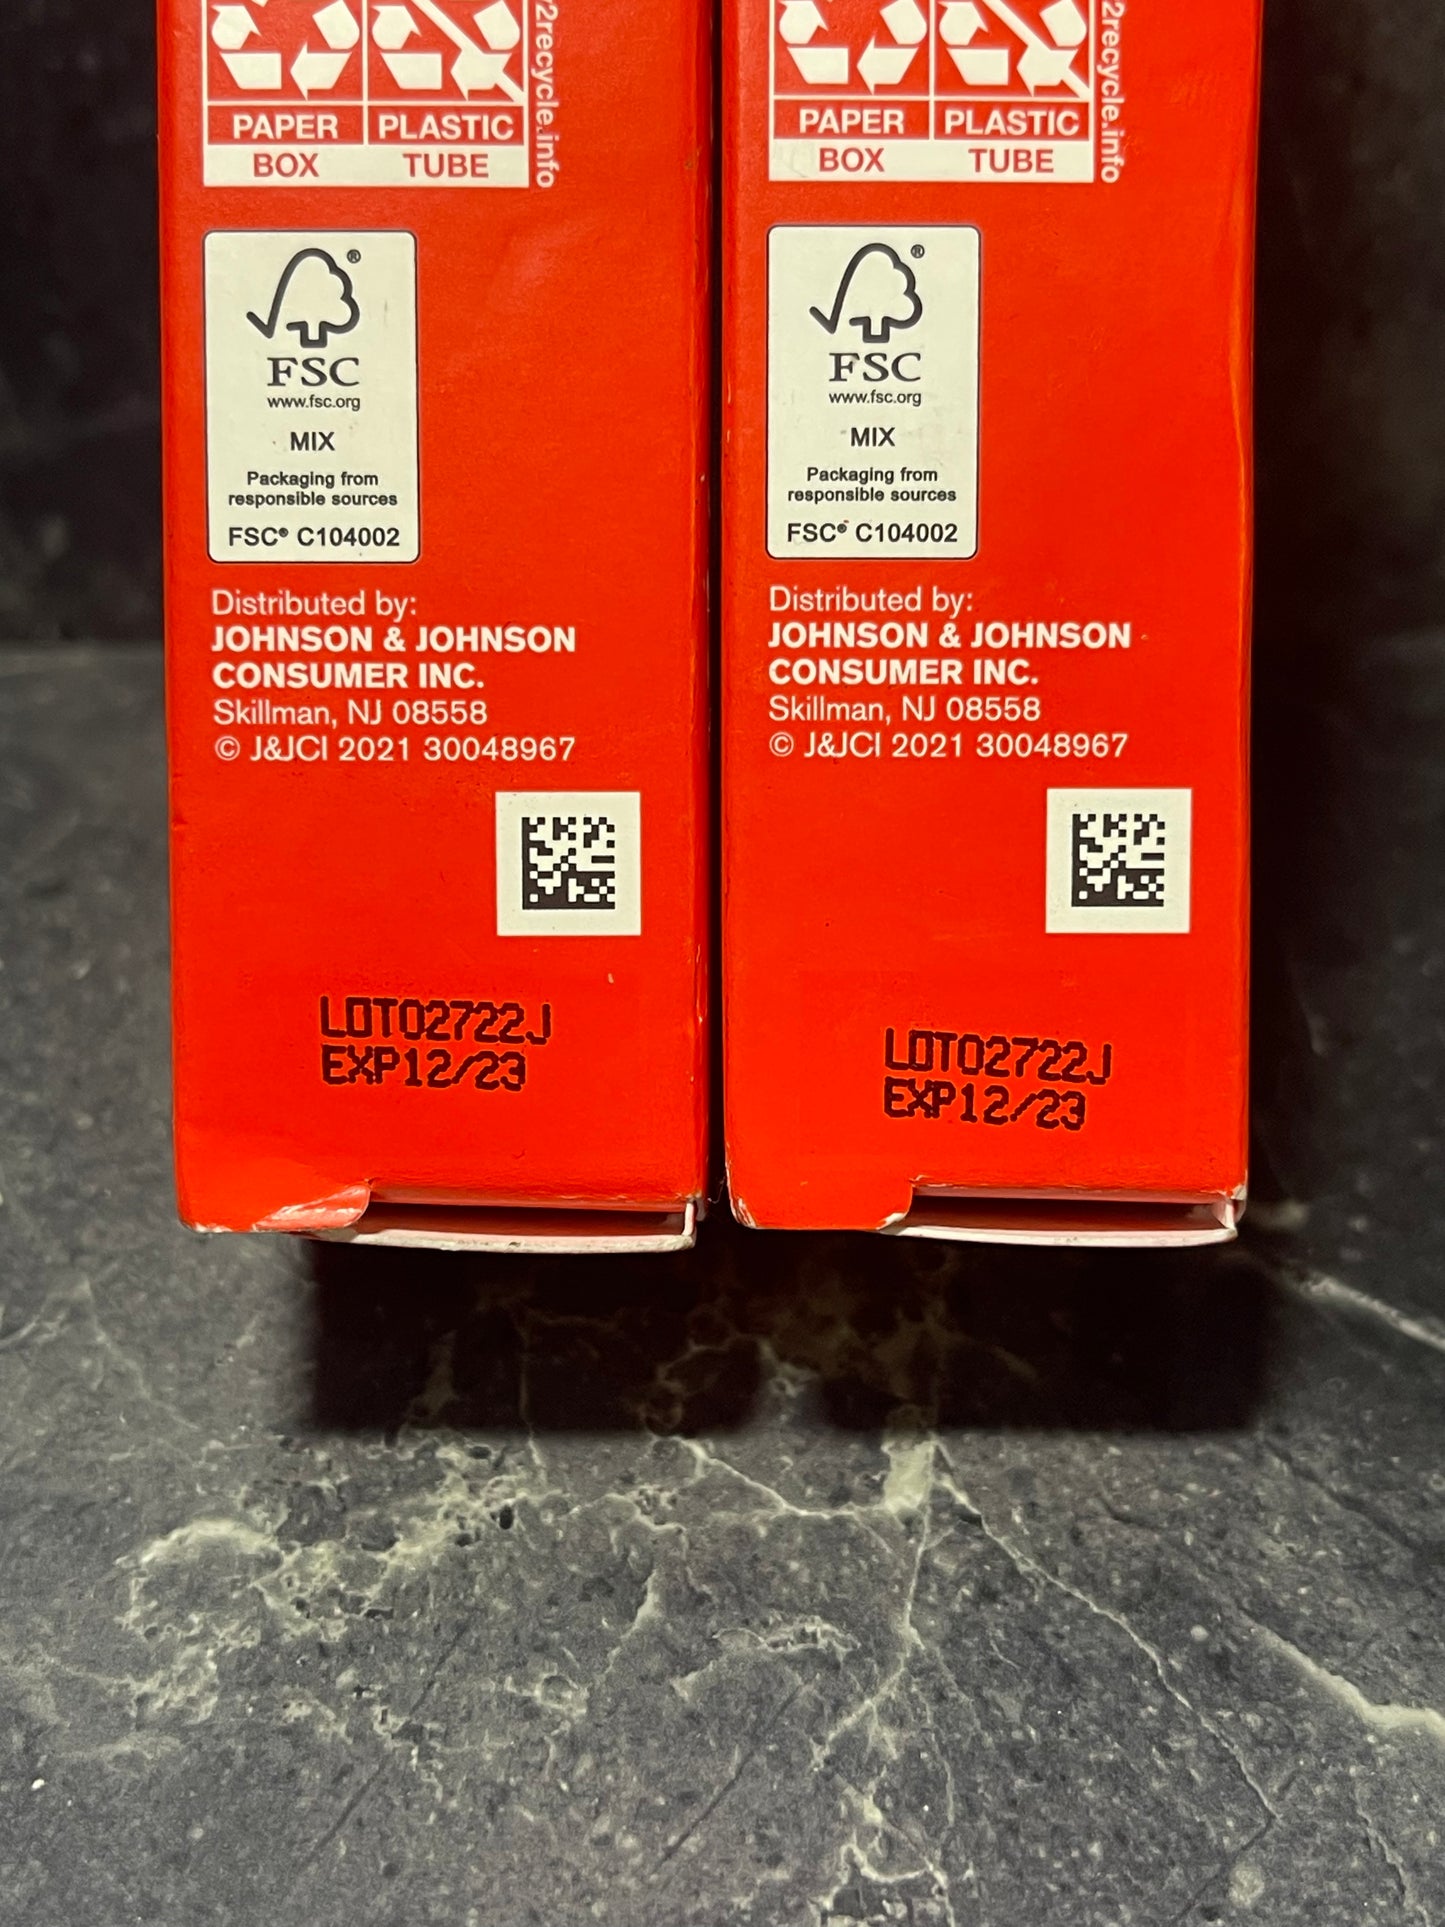 PAPER PLASTIC
BOX TUBE
2recycle.info
FSC®
www.fsc.org
MIX
Packaging from
responsible sources
FSC® C104002
Distributed by:
JOHNSON & JOHNSON
CONSUMER INC.
Skillman, NJ 08558
© J&JCI 2021 30048967
LOT02722J
EXP12/23
PAPER PLASTIC
BOX TUBE
2recycle.info
FSC®
www.fsc.org
MIX
Packaging from
responsible sources
FSC® C104002
Distributed by:
JOHNSON & JOHNSON
CONSUMER INC.
Skillman, NJ 08558
© J&JCI 2021 30048967
LOT02722J
EXP12/23